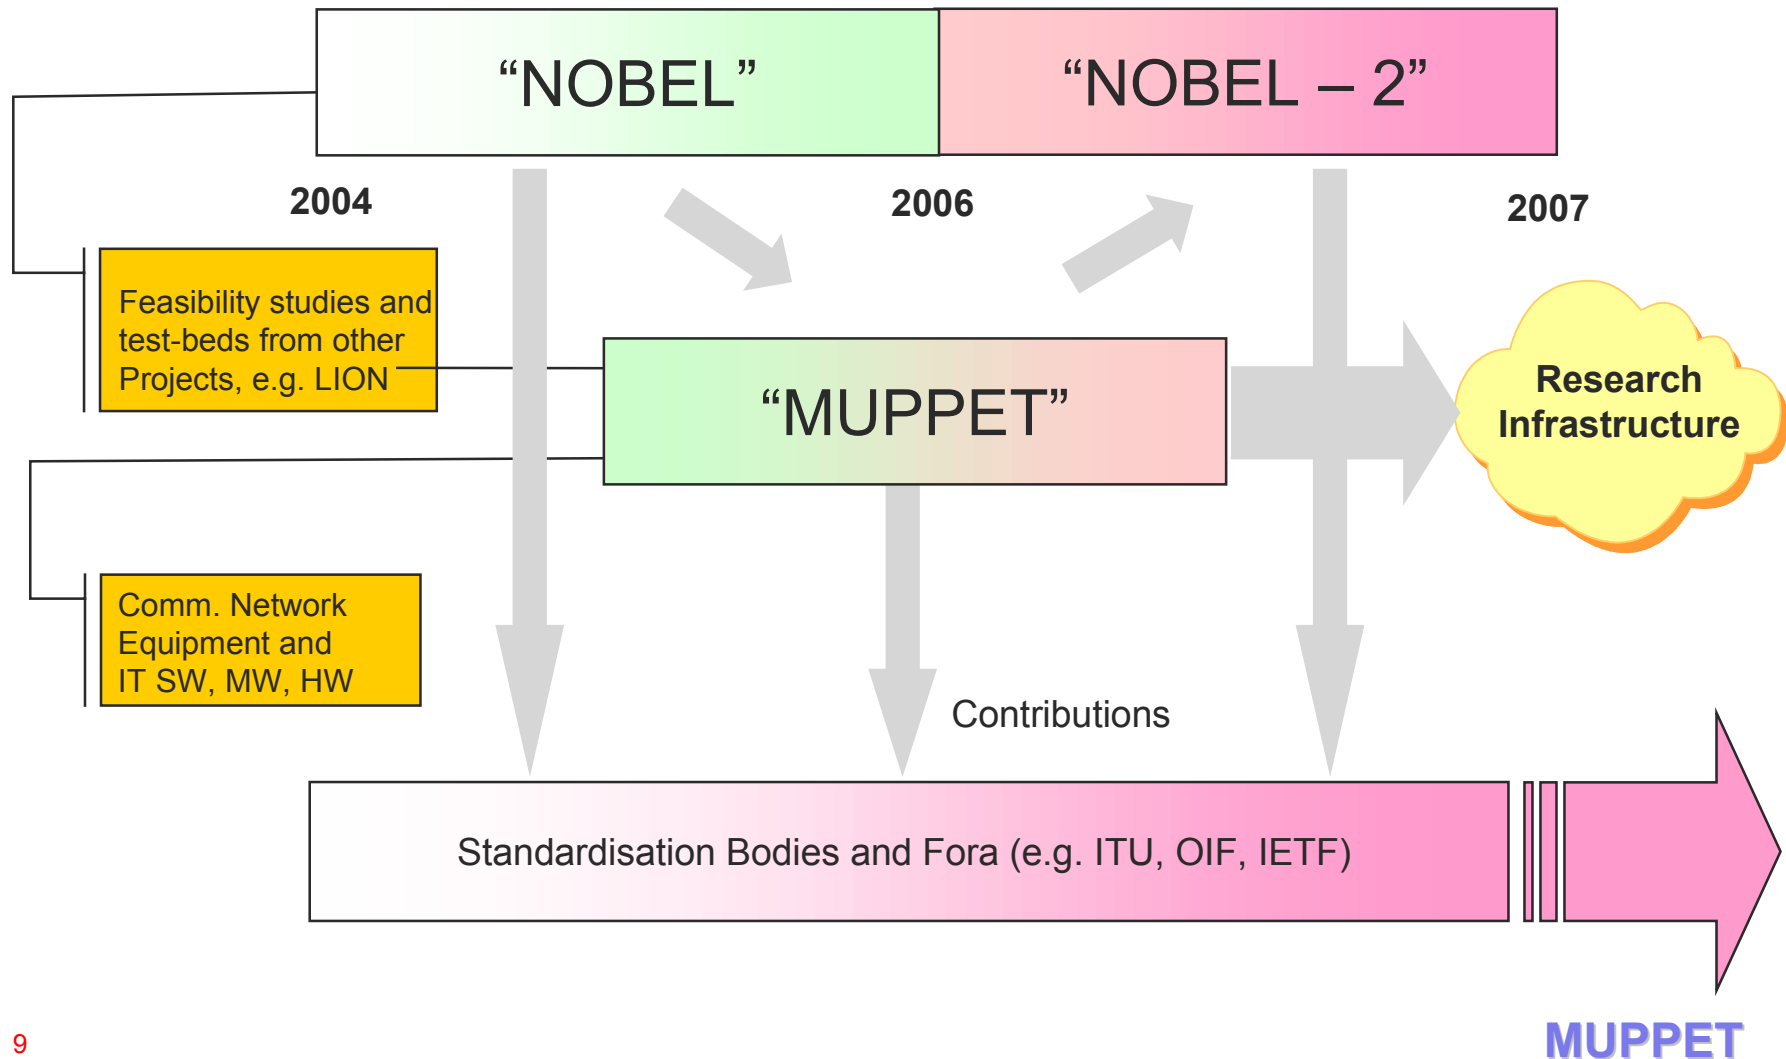 “NOBEL”
“NOBEL – 2”
2004
2006
2007
Feasibility studies and
test-beds from other
Projects, e.g. LION
“MUPPET”
Research
Infrastructure
Comm. Network
Equipment and
IT SW, MW, HW
Contributions
Standardisation Bodies and Fora (e.g. ITU, OIF, IETF)
9
MUPPET